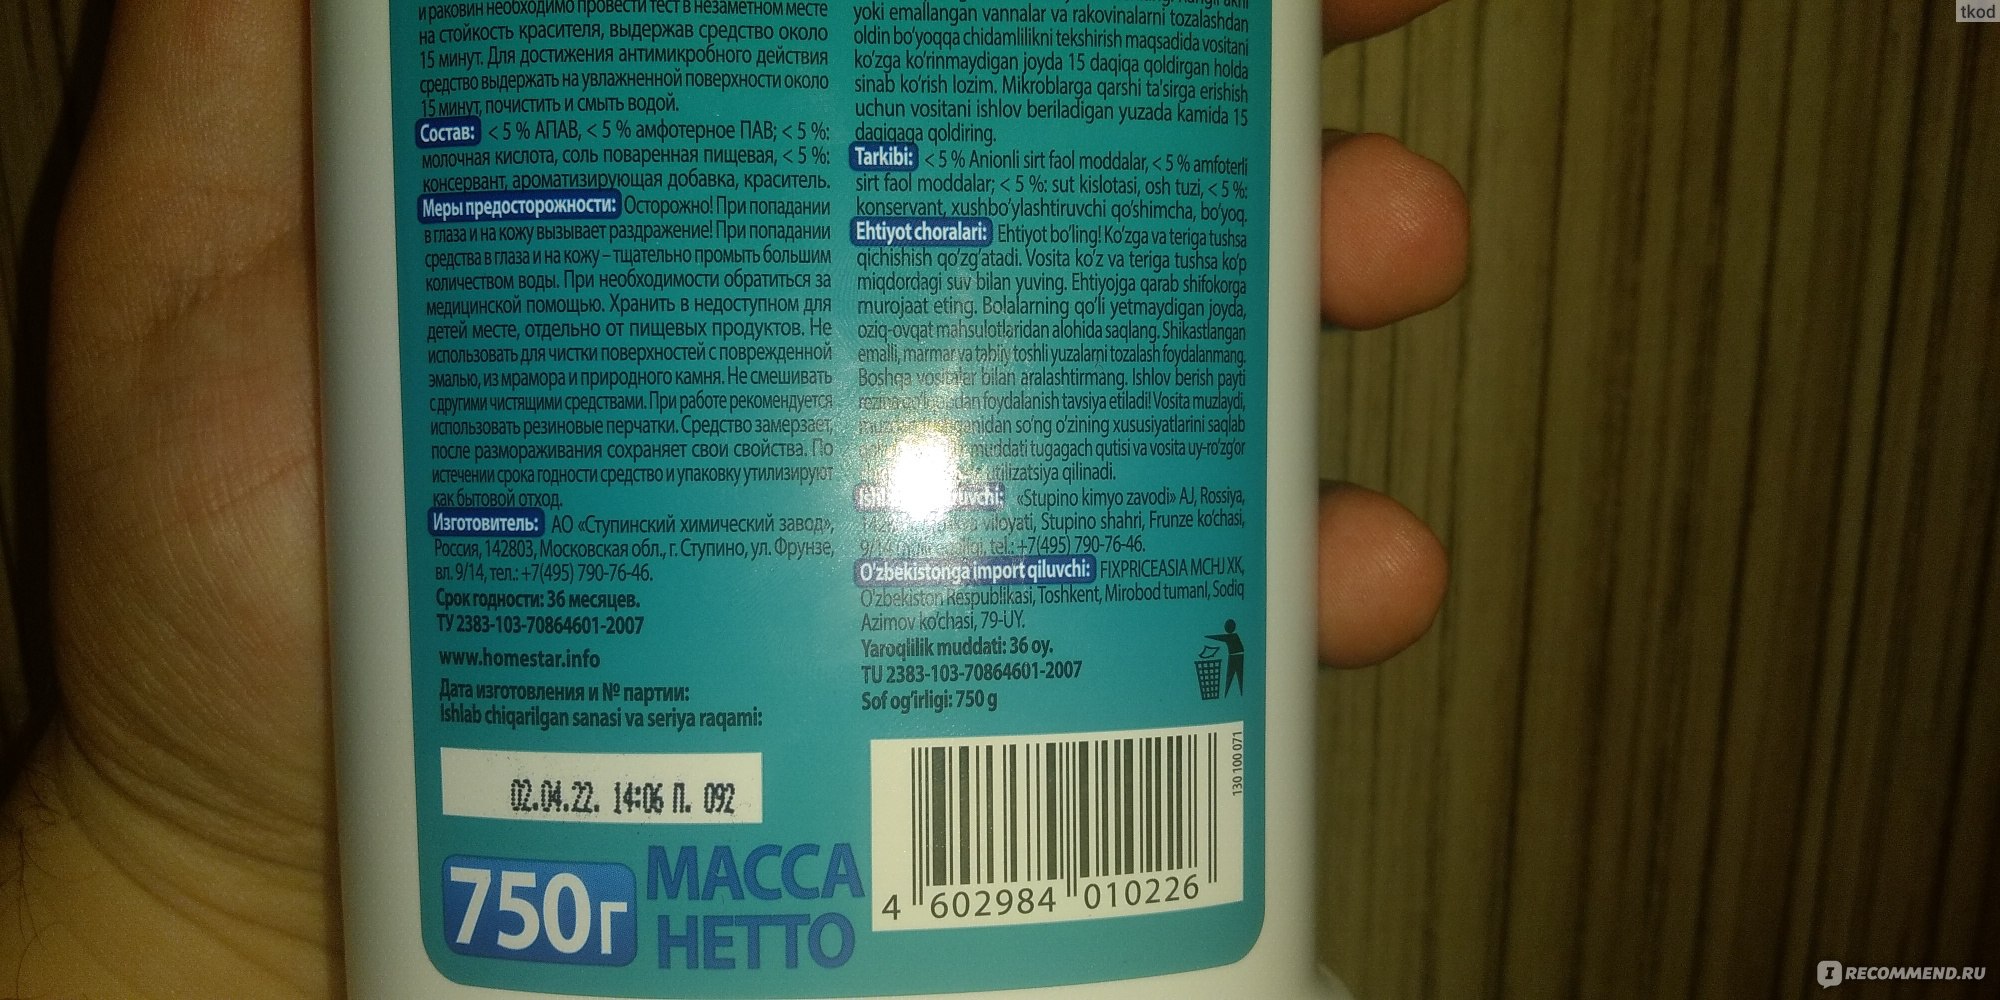 tkod
и раковин необходимо провести тест в незаметном месте
на стойкость красителя, выдержав средство около
15 минут. Для достижения антимикробного действия
средство выдержать на увлажненной поверхности около
15 минут, почистить и смыть водой.
Состав: < 5 % АПАВ, < 5 % амфотерное ПАВ; < 5 %:
молочная кислота, соль поваренная пищевая, < 5 %:
консервант, ароматизирующая добавка, краситель.
Меры предосторожности: Осторожно! При попадании
в глаза и на кожу вызывает раздражение! При попадании
средства в глаза и на кожу – тщательно промыть большим
количеством воды. При необходимости обратиться за
медицинской помощью. Хранить в недоступном для
детей месте, отдельно от пищевых продуктов. Не
использовать для чистки поверхностей с поврежденной
эмалью, из мрамора и природного камня. Не смешивать
с другими чистящими средствами. При работе рекомендуется
использовать резиновые перчатки. Средство замерзает,
после размораживания сохраняет свои свойства. По
истечении срока годности средство и упаковку утилизируют
как бытовой отход.
Изготовитель: АО «Ступинский химический завод»,
Россия, 142803, Московская обл., г. Ступино, ул. Фрунзе,
вл. 9/14, тел.: +7(495) 790-76-46.
Срок годности: 36 месяцев.
ТУ 2383-103-70864601-2007
www.homestar.info
Дата изготовления и № партии:
Ishlab chiqarilgan sanasi va seriya raqami:
02.04.22. 14:06 П. 092
750г МАССА
НЕТТО
yoki emallangan vannalar va rakovinalarni tozalashdan
oldin bo'yoqqa chidamlilikni tekshirish maqsadida vositani
ko'zga ko'rinmaydigan joyda 15 daqiqa qoldirgan holda
sinab ko'rish lozim. Mikroblarga qarshi ta'sirga erishish
uchun vositani ishlov beriladigan yuzada kamida 15
daqiqaga qoldiring.
Tarkibi: < 5 % Anionli sirt faol moddalar, < 5 % amfoterli
sirt faol moddalar; < 5 %: sut kislotasi, osh tuzi, < 5 %:
konservant, xushbo'ylashtiruvchi qo'shimcha, bo'yoq.
Ehtiyot choralari: Ehtiyot bo'ling! Ko'zga va teriga tushsa
qichishish qo'zg'atadi. Vosita ko'z va teriga tushsa ko'p
miqdordagi suv bilan yuving. Ehtiyojga qarab shifokorga
murojaat eting. Bolalarning qo'li yetmaydigan joyda,
oziq-ovqat mahsulotlaridan alohida saqlang. Shikastlangan
emalli, marmar va tabiiy toshli yuzalarni tozalash foydalanmang.
Boshqa vositalar bilan aralashtirmang. Ishlov berish payti
foydalanish tavsiya etiladi! Vosita muzlaydi,
so'ng o'zining xususiyatlarini saqlab
muddati tugagach qutisi va vosita uy-ro'zg'or
utilizatsiya qilinadi.
«Stupino kimyo zavodi» AJ, Rossiya,
viloyati, Stupino shahri, Frunze ko'chasi,
9/14 tel.: +7(495) 790-76-46.
O'zbekistonga import qiluvchi: FIXPRICEASIA MCHJ XK,
O'zbekiston Respublikasi, Toshkent, Mirobod tumani, Sodiq
Azimov ko'chasi, 79-UY.
Yaroqlilik muddati: 36 oy.
TU 2383-103-70864601-2007
Sof og'irligi: 750 g
130 100 071
4 602984 010226
IRECOMMEND.RU